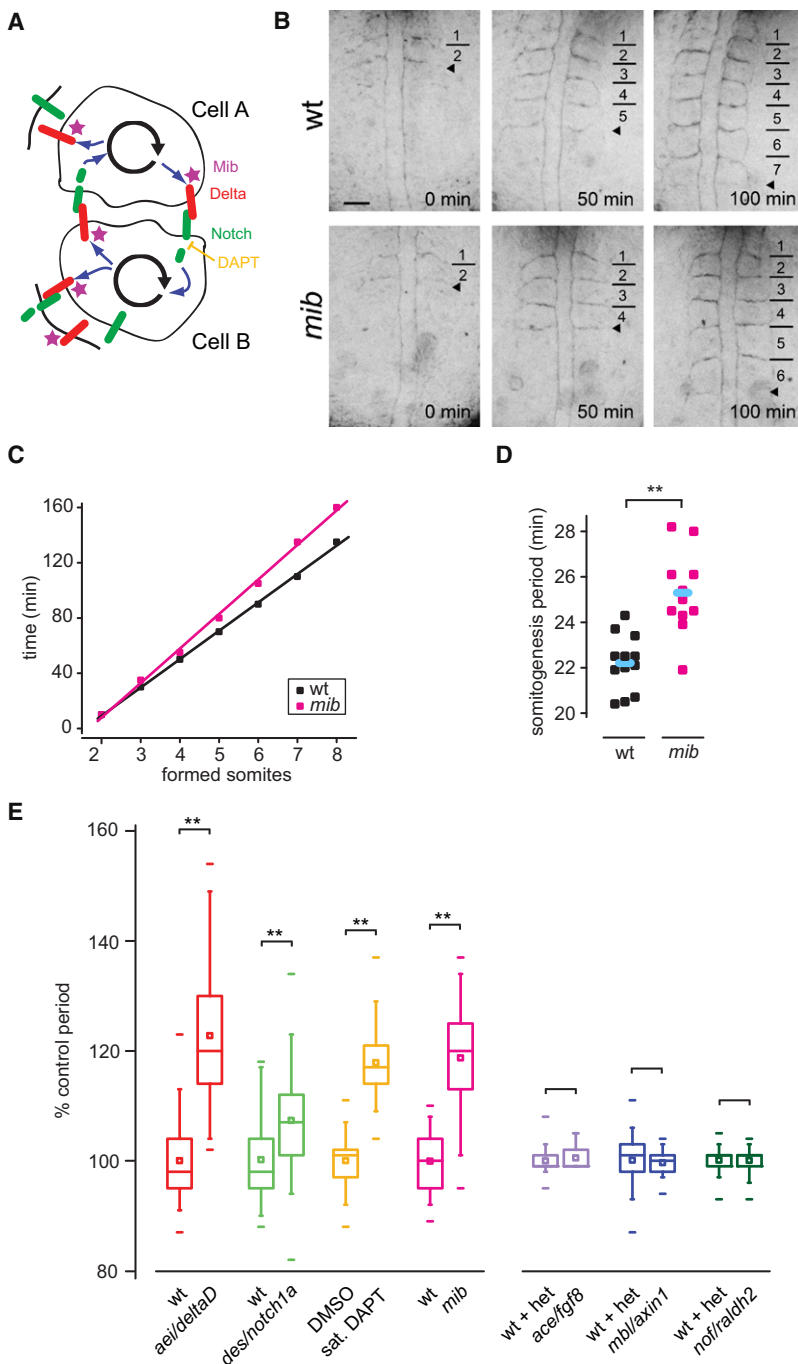 A
Cell A
Mib
Delta
Notch
DAPT
Cell B
B
wt
1
2
0 min
1
2
3
4
5
50 min
1
2
3
4
5
6
7
100 min
mib
1
2
0 min
1
2
3
4
50 min
1
2
3
4
5
6
100 min
C
time (min)
160
120
80
40
0
wt
mib
2 3 4 5 6 7 8
formed somites
D
**
somitogenesis period (min)
28
26
24
22
20
wt mib
E
% control period
160
140
120
100
80
**
**
**
**
wt
aei/deltaD
wt
des/notch1a
DMSO
sat. DAPT
wt
mib
wt + het
ace/fgf8
wt + het
mbl/axin1
wt + het
nof/raldh2